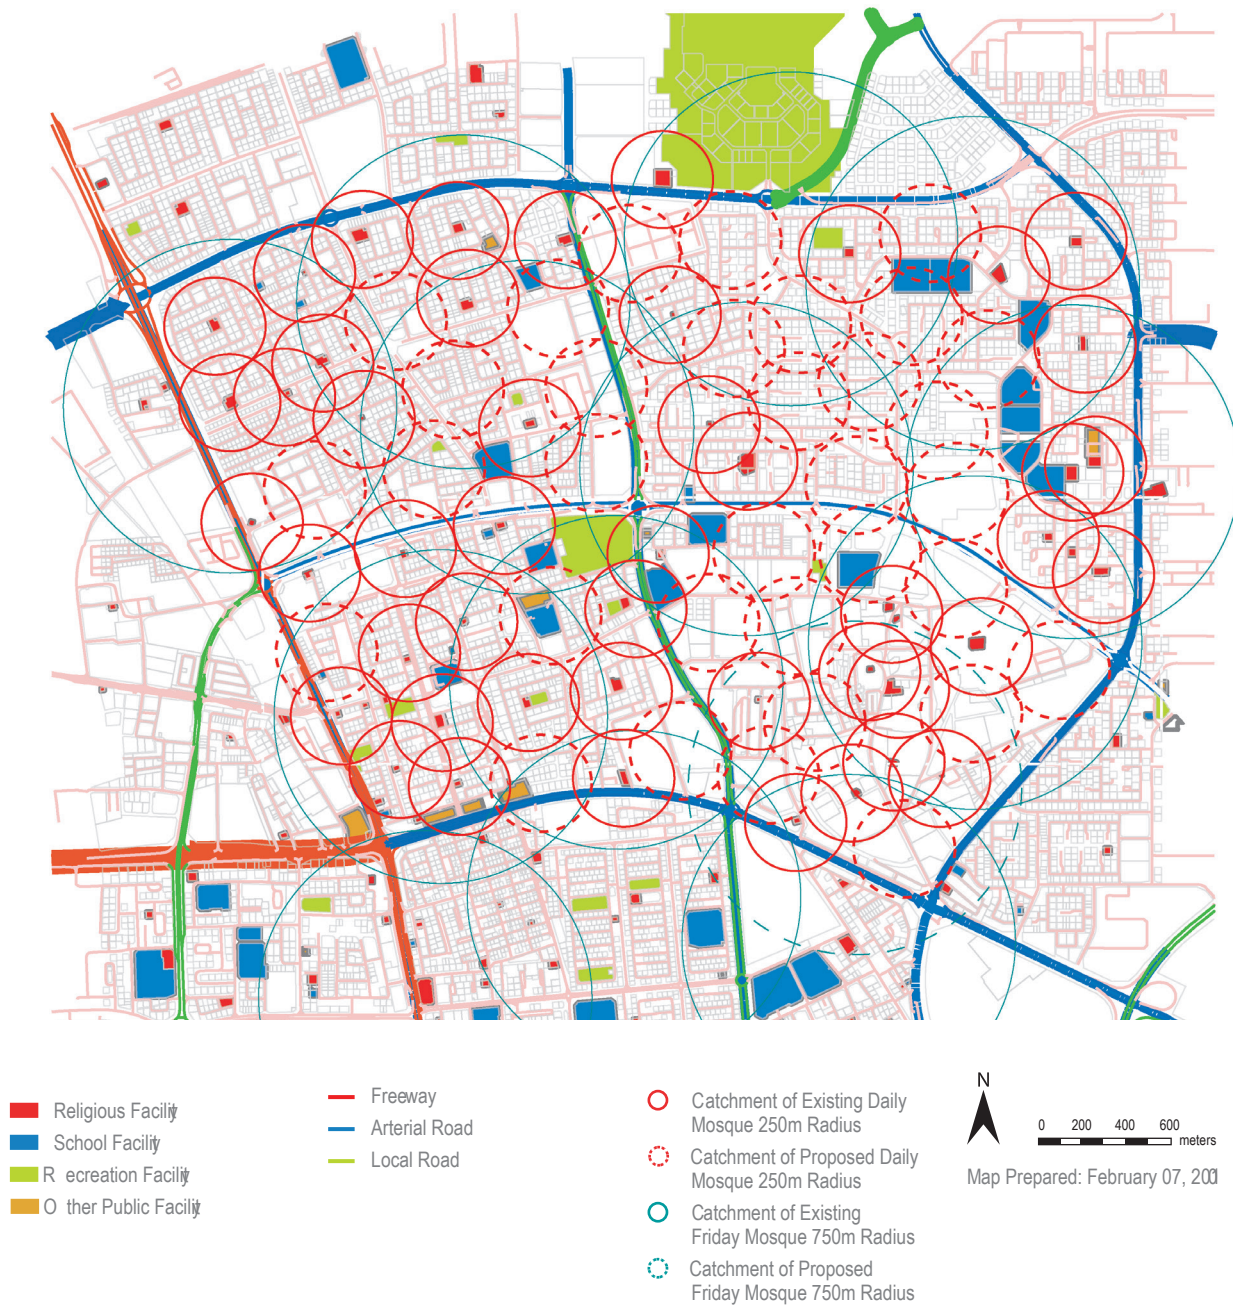 Religious Facility
School Facility
R ecreation Facility
O ther Public Facility
Freeway
Arterial Road
Local Road
Catchment of Existing Daily
Mosque 250m Radius
Catchment of Proposed Daily
Mosque 250m Radius
Catchment of Existing
Friday Mosque 750m Radius
Catchment of Proposed
Friday Mosque 750m Radius
N
0 200 400 600
meters
Map Prepared: February 07,